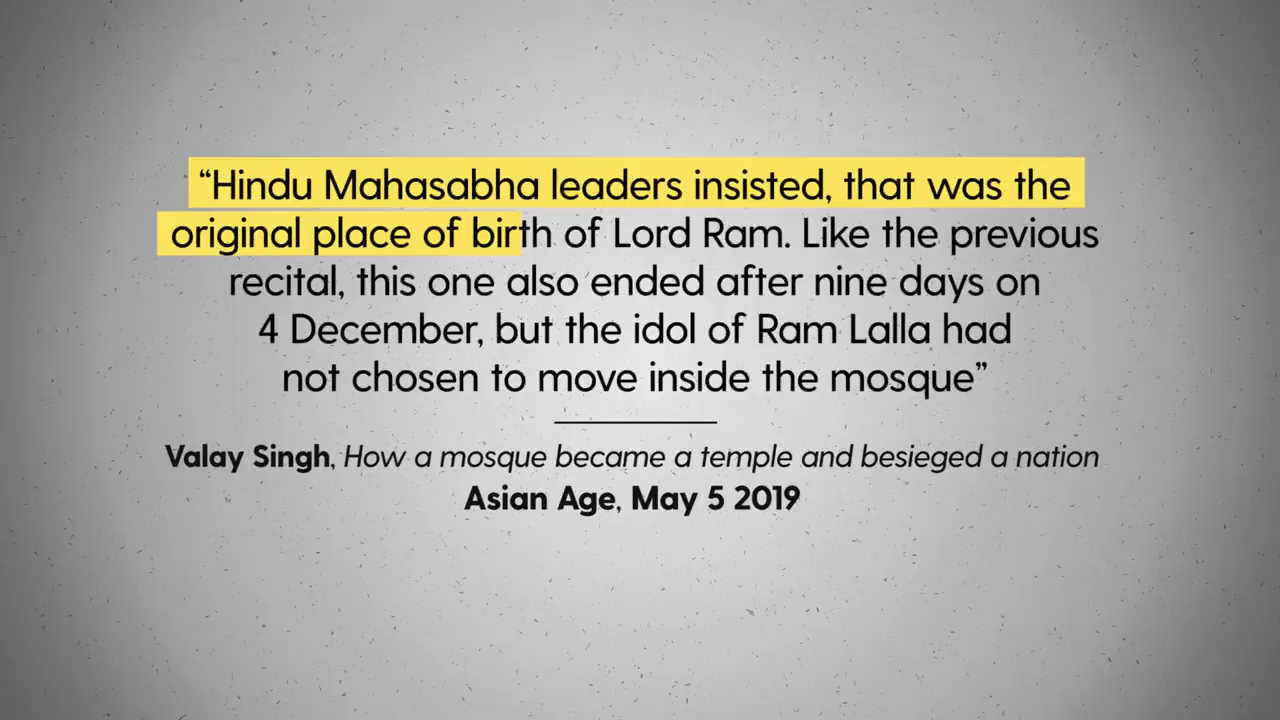 “Hindu Mahasabha leaders insisted, that was the
original place of birth of Lord Ram. Like the previous
recital, this one also ended after nine days on
4 December, but the idol of Ram Lalla had
not chosen to move inside the mosque”
Valay Singh, How a mosque became a temple and besieged a nation
Asian Age, May 5 2019